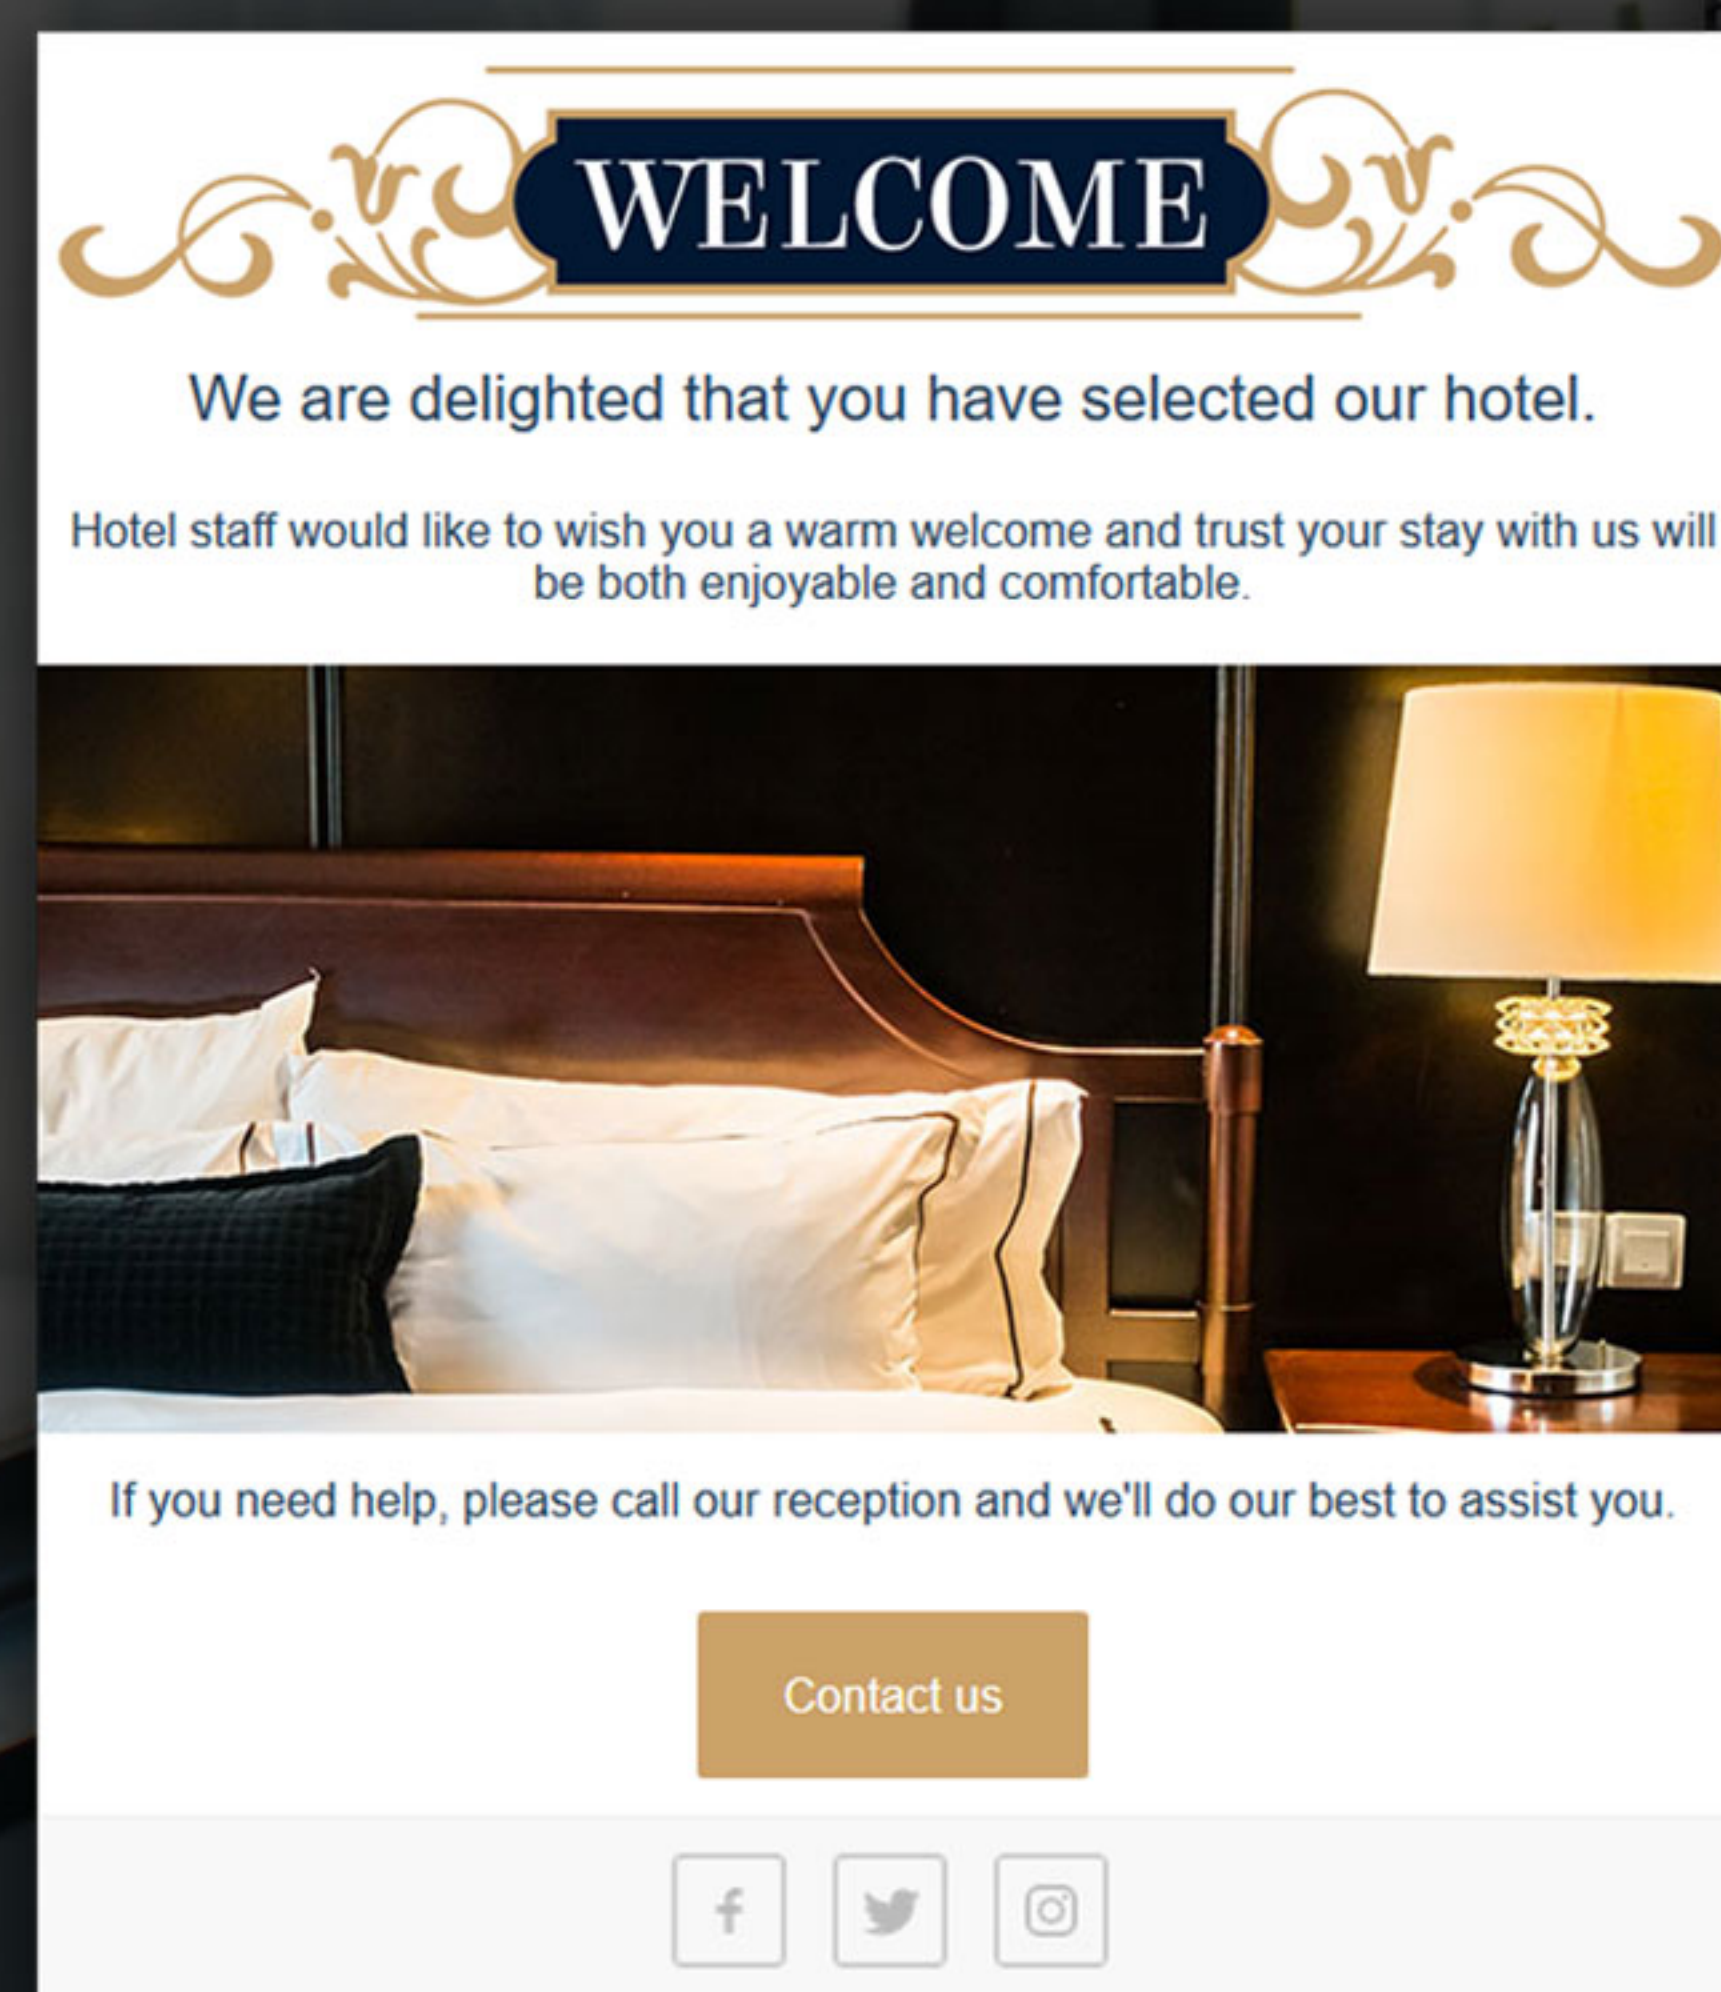 WELCOME
We are delighted that you have selected our hotel.
Hotel staff would like to wish you a warm welcome and trust your stay with us will
be both enjoyable and comfortable.
If you need help, please call our reception and we'll do our best to assist you.
Contact us